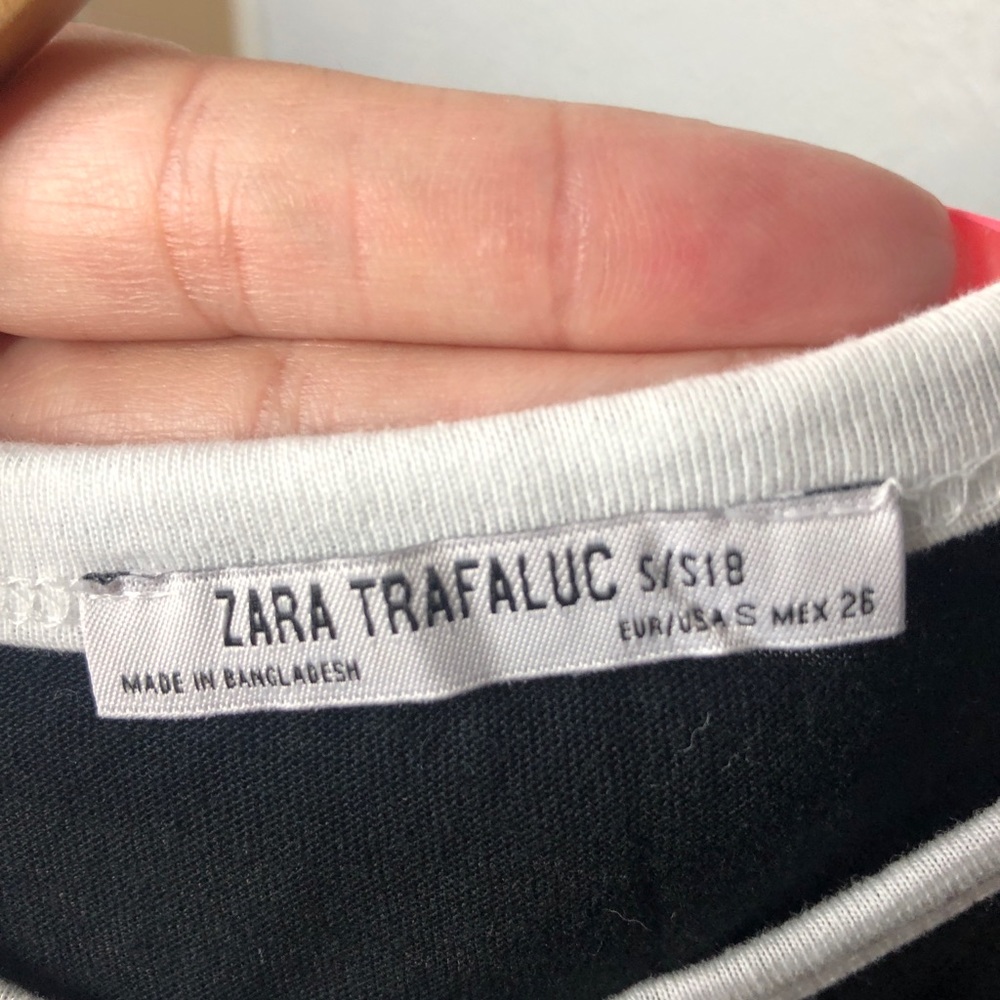 ZARA TRAFALUC S/S18
EUR/USA S MEX 26
MADE IN BANGLADESH